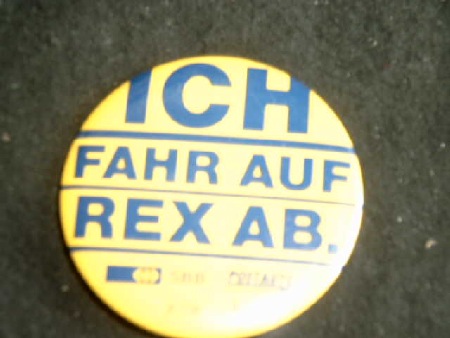 ICH
FAHR AUF
REX AB.